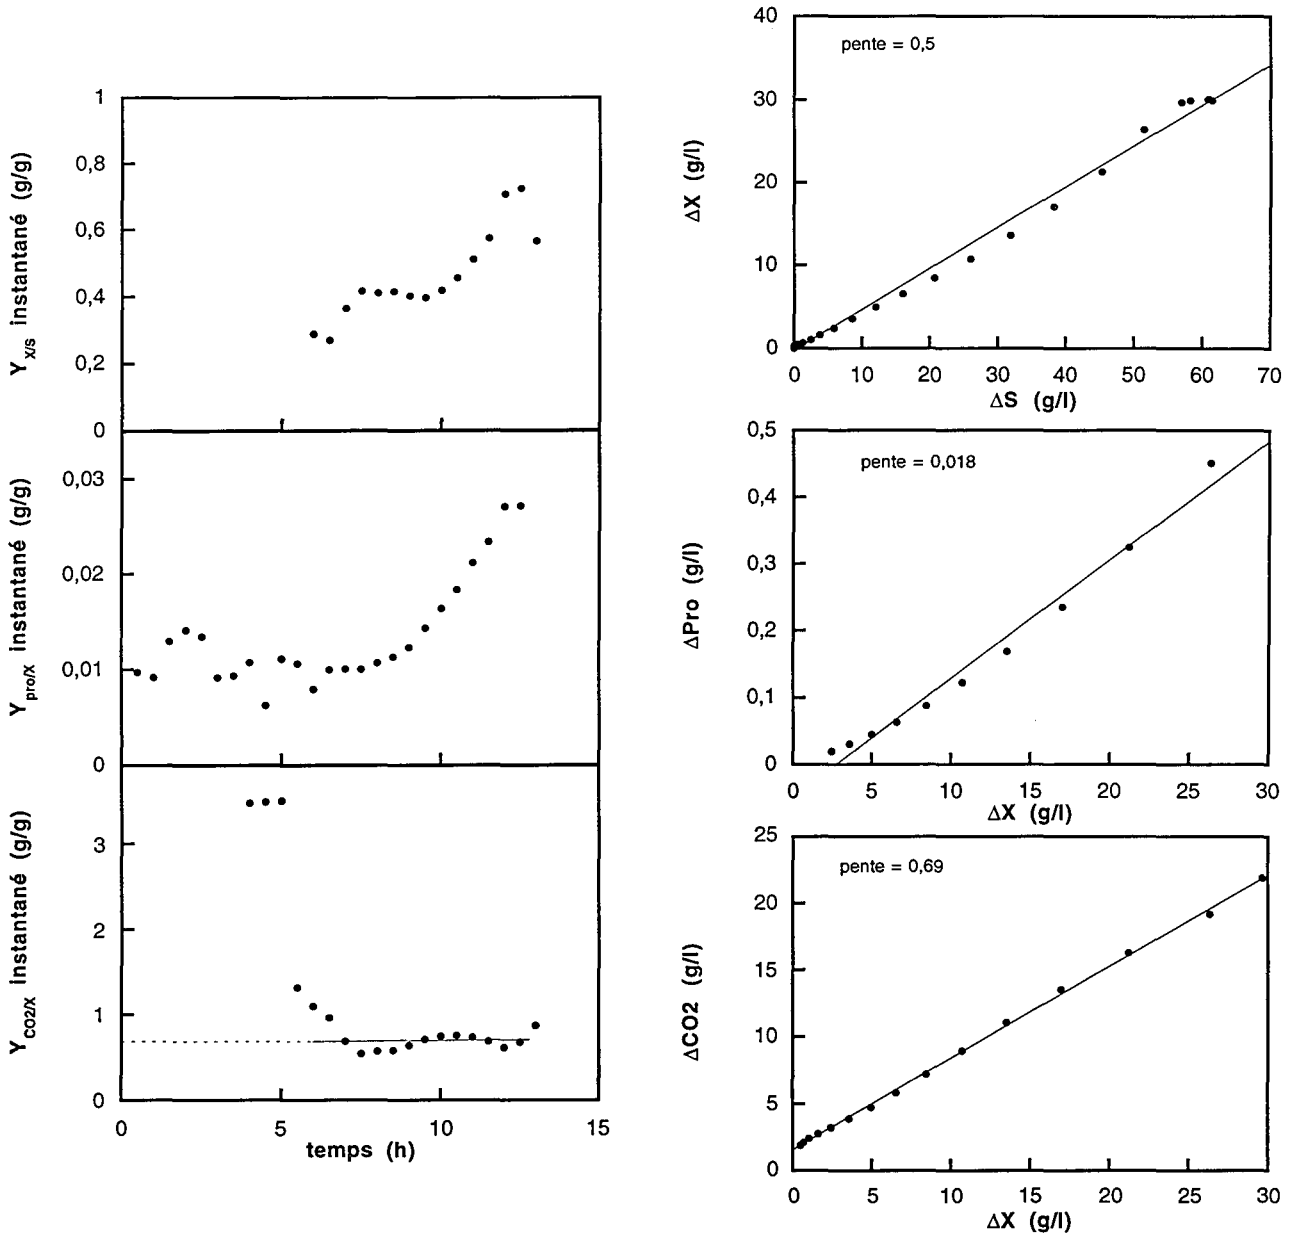 Y X/S instantané (g/g)
1
0,8
0,6
0,4
0,2
0
Y pro/X instantané (g/g)
0,03
0,02
0,01
0
Y CO2/X Instantané (g/g)
3
2
1
0
0 5 10 15
temps (h)
pente = 0,5
ΔX (g/l)
40
30
20
10
0
0 10 20 30 40 50 60 70
ΔS (g/l)
pente = 0,018
ΔPro (g/l)
0,5
0,4
0,3
0,2
0,1
0
0 5 10 15 20 25 30
ΔX (g/l)
pente = 0,69
ΔCO2 (g/l)
25
20
15
10
5
0
0 5 10 15 20 25 30
ΔX (g/l)